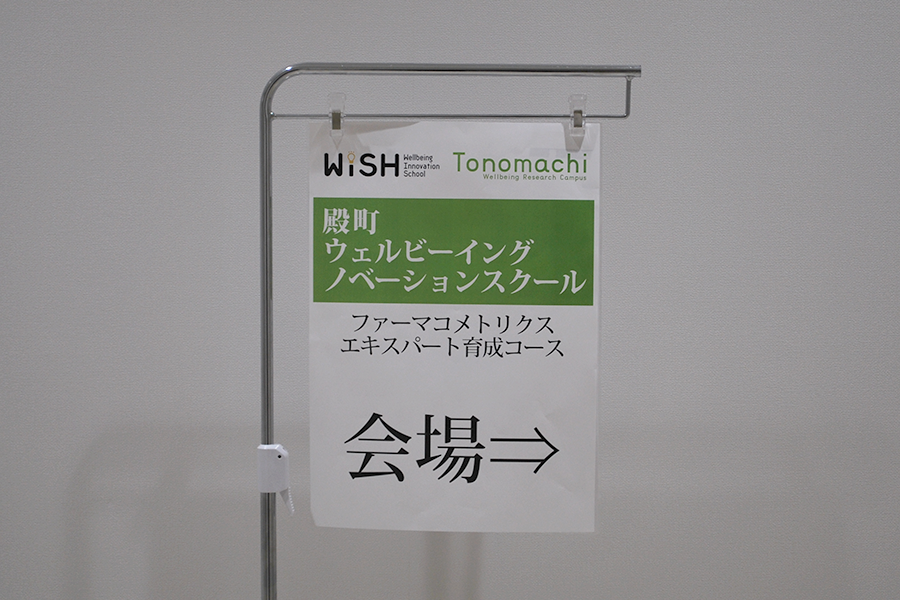 WiSH Wellbeing Innovation School
Tonomachi
Wellbeing Research Campus
殿町
ウェルビーイング
ノベーションスクール
ファーマコメトリクス
エキスパート育成コース
会場⇒